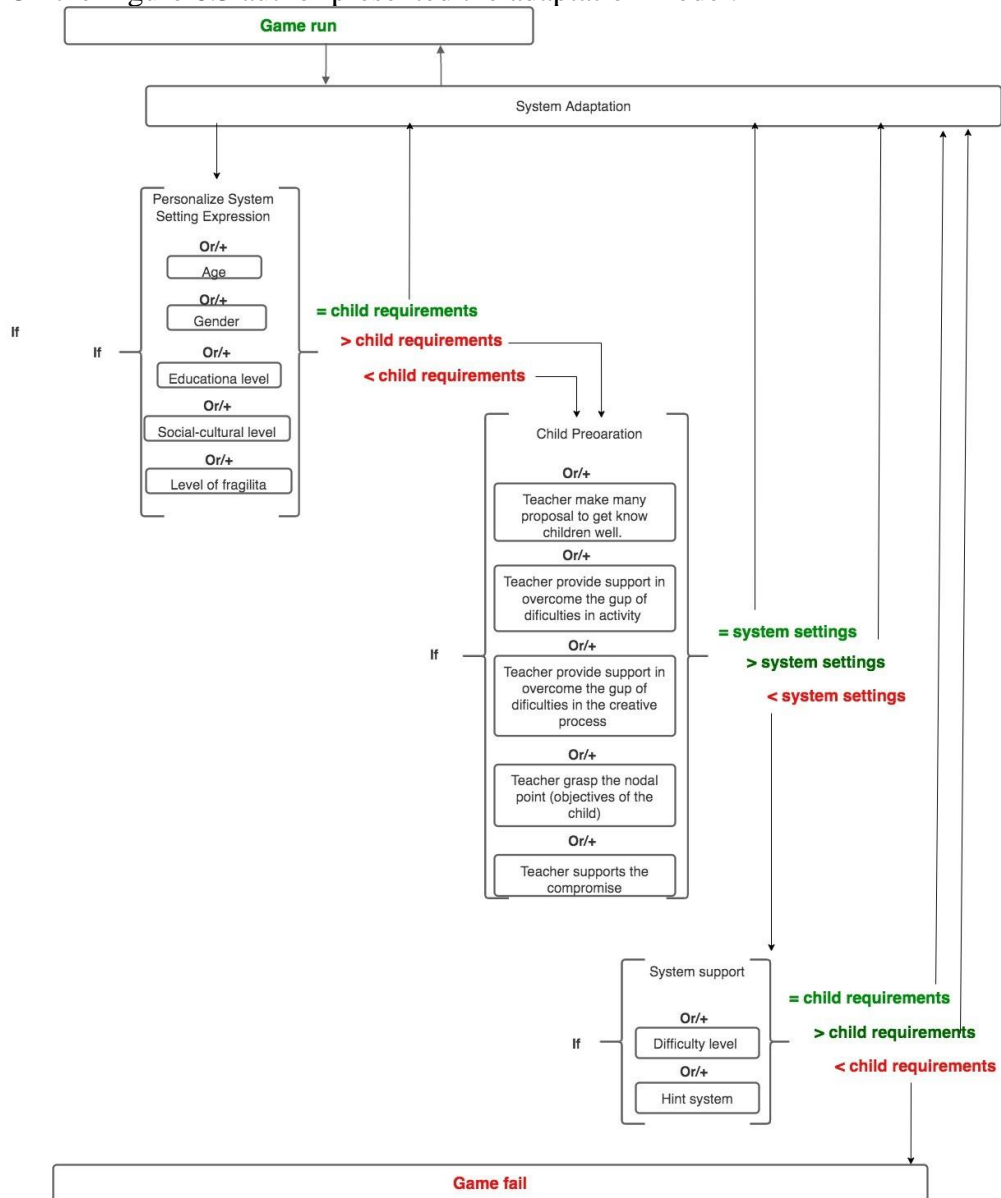 Game run
System Adaptation
Personalize System
Setting Expression
Or/+
Age
Or/+
Gender
Or/+
Educationa level
Or/+
Social-cultural level
Or/+
Level of fragilita
If
If
= child requirements
> child requirements
< child requirements
Child Preoaration
Or/+
Teacher make many
proposal to get know
children well.
Or/+
Teacher provide support in
overcome the gup of
dificulties in activity
Or/+
Teacher provide support in
overcome the gup of
dificulties in the creative
process
Or/+
Teacher grasp the nodal
point (objectives of the
child)
Or/+
Teacher supports the
compromise
If
= system settings
> system settings
< system settings
System support
Or/+
Difficulty level
Or/+
Hint system
If
= child requirements
> child requirements
< child requirements
Game fail